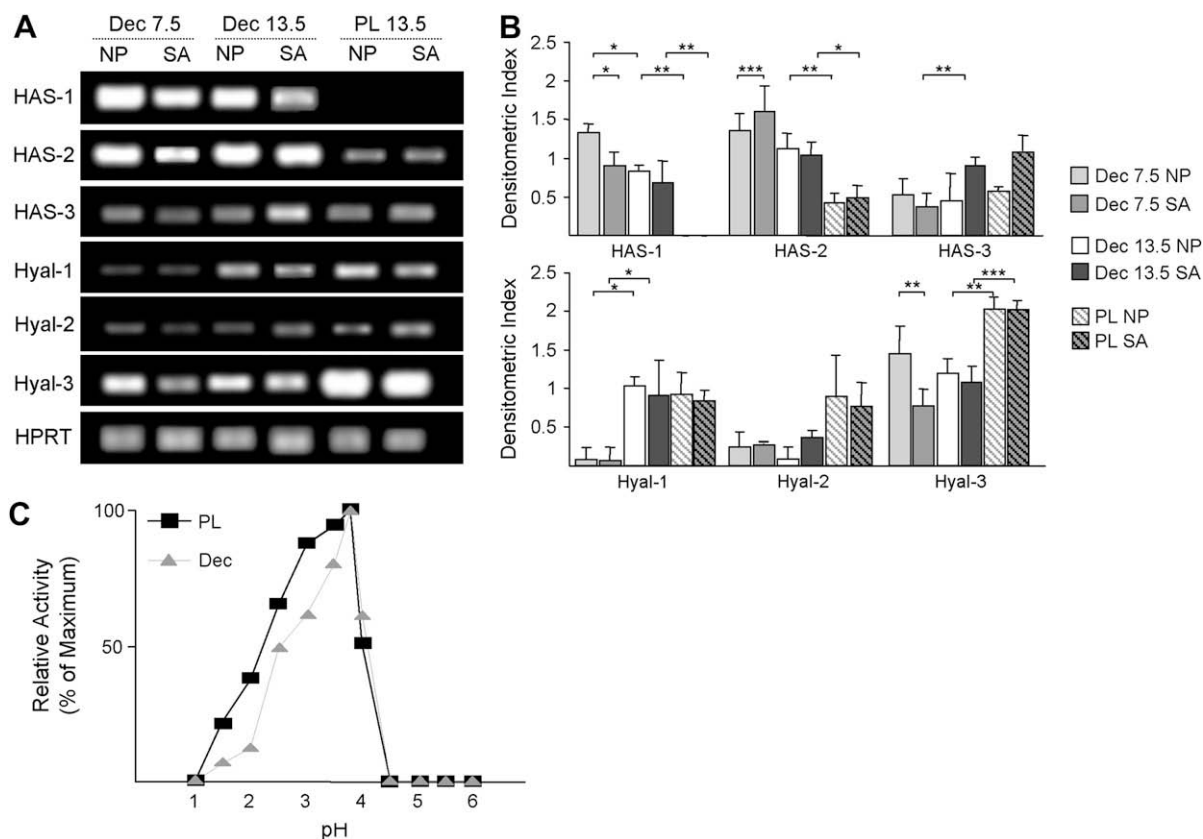 A
Dec 7.5 Dec 13.5 PL 13.5
NP SA NP SA NP SA
HAS-1
HAS-2
HAS-3
Hyal-1
Hyal-2
Hyal-3
HPRT
B
Densitometric Index
2.5
2
1.5
1
0.5
* ** *** * **
* ** **
HAS-1 HAS-2 HAS-3
Densitometric Index
2.5
2
1.5
1
0.5
* ** ***
* **
Hyal-1 Hyal-2 Hyal-3
Dec 7.5 NP
Dec 7.5 SA
Dec 13.5 NP
Dec 13.5 SA
PL NP
PL SA
C
Relative Activity
(% of Maximum)
100
50
PL
Dec
1 2 3 4 5 6
pH